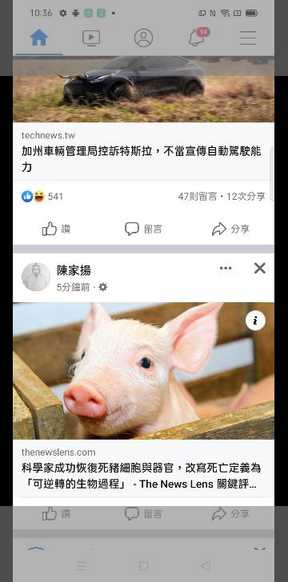 10:36
14
technews.tw
加州車輛管理局控訴特斯拉，不當宣傳自動駕駛能
力
541
47則留言・12次分享
讚 留言 分享
陳家揚
5分鐘前・
thenewslens.com
科學家成功恢復死豬細胞與器官，改寫死亡定義為
「可逆轉的生物過程」 - The News Lens 關鍵評...
讚 留言 分享